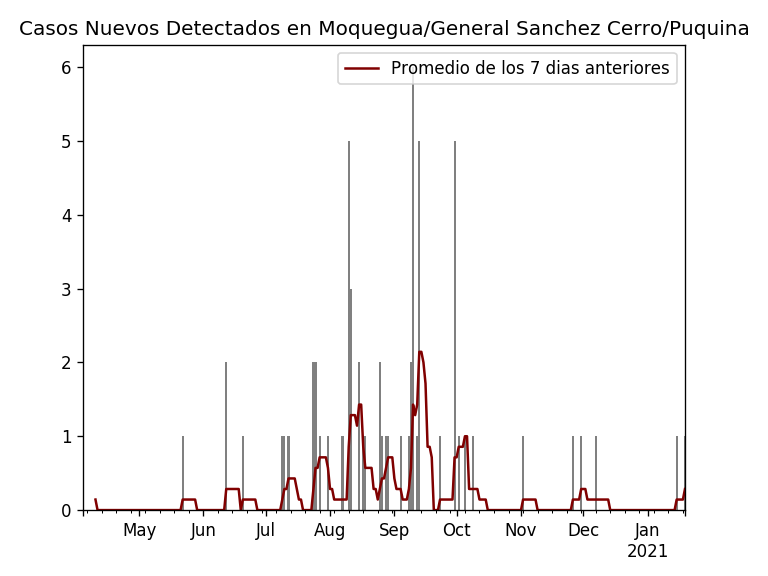 Casos Nuevos Detectados en Moquegua/General Sanchez Cerro/Puquina
Promedio de los 7 dias anteriores
6
5
4
3
2
1
0
May Jun Jul Aug Sep Oct Nov Dec Jan
2021